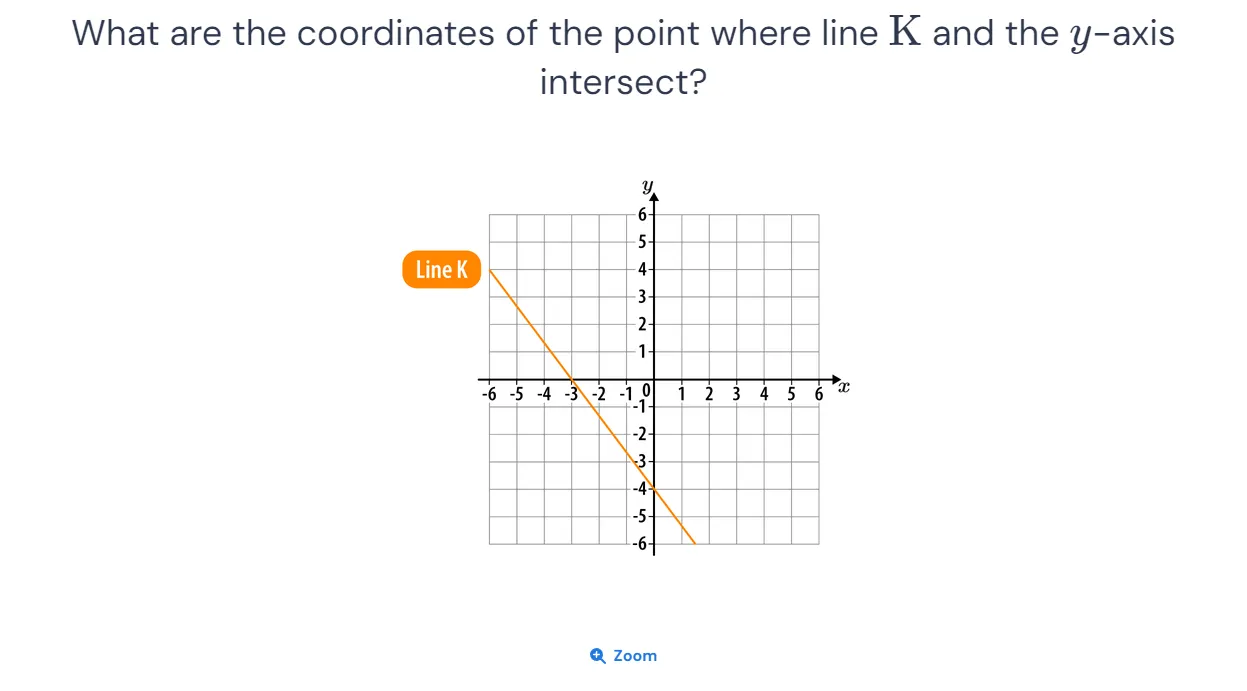 What are the coordinates of the point where line K and the y-axis
intersect?
y
6
5
Line K
4
3
2
1
-6 -5 -4 -3 -2 -1 0 1 2 3 4 5 6 x
-1
-2
-3
-4
-5
-6
Zoom